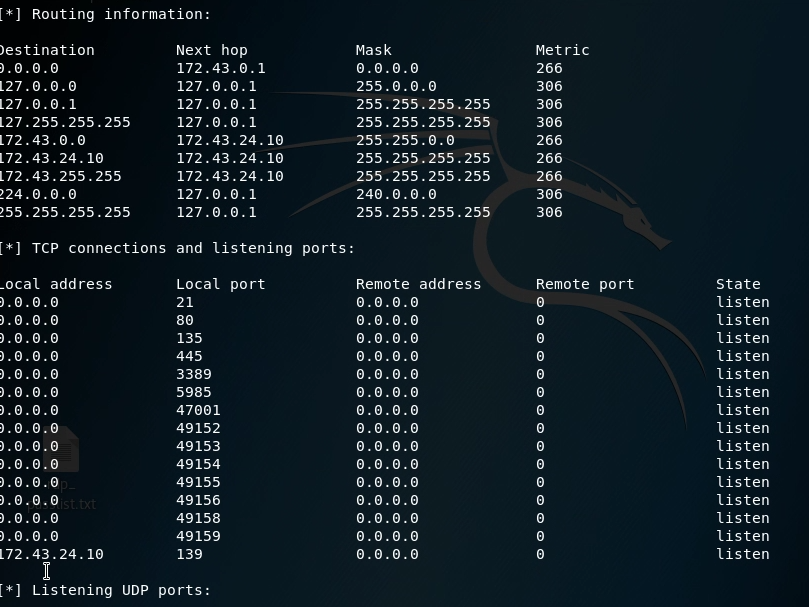 [*] Routing information:
Destination Next hop Mask Metric
0.0.0.0 172.43.0.1 0.0.0.0 266
127.0.0.0 127.0.0.1 255.0.0.0 306
127.0.0.1 127.0.0.1 255.255.255.255 306
127.255.255.255 127.0.0.1 255.255.255.255 306
172.43.0.0 172.43.24.10 255.255.0.0 266
172.43.24.10 172.43.24.10 255.255.255.255 266
172.43.255.255 172.43.24.10 255.255.255.255 266
224.0.0.0 127.0.0.1 240.0.0.0 306
255.255.255.255 127.0.0.1 255.255.255.255 306
[*] TCP connections and listening ports:
Local address Local port Remote address Remote port State
0.0.0.0 21 0.0.0.0 0 listen
0.0.0.0 80 0.0.0.0 0 listen
0.0.0.0 135 0.0.0.0 0 listen
0.0.0.0 445 0.0.0.0 0 listen
0.0.0.0 3389 0.0.0.0 0 listen
0.0.0.0 5985 0.0.0.0 0 listen
0.0.0.0 47001 0.0.0.0 0 listen
0.0.0.0 49152 0.0.0.0 0 listen
0.0.0.0 49153 0.0.0.0 0 listen
0.0.0.0 49154 0.0.0.0 0 listen
0.0.0.0 49155 0.0.0.0 0 listen
0.0.0.0 49156 0.0.0.0 0 listen
0.0.0.0 49158 0.0.0.0 0 listen
0.0.0.0 49159 0.0.0.0 0 listen
172.43.24.10 139 0.0.0.0 0 listen
[*] Listening UDP ports: